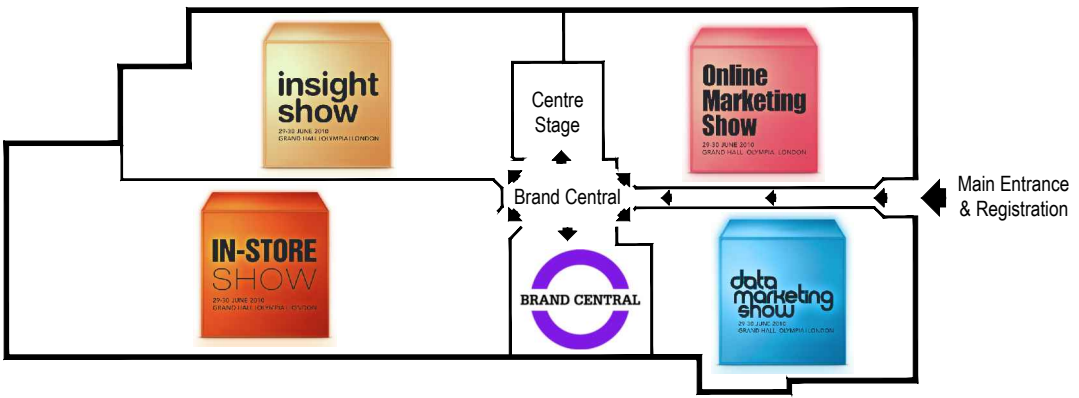 insight
show
29-30 JUNE 2010
GRAND HALL OLYMPIA LONDON
Centre
Stage
Online
Marketing
Show
29-30 JUNE 2010
GRAND HALL OLYMPIA LONDON
Brand Central
Main Entrance
& Registration
IN-STORE
SHOW
29-30 JUNE 2010
GRAND HALL OLYMPIA LONDON
BRAND CENTRAL
data
marketing
show
29-30 JUNE 2010
GRAND HALL OLYMPIA LONDON